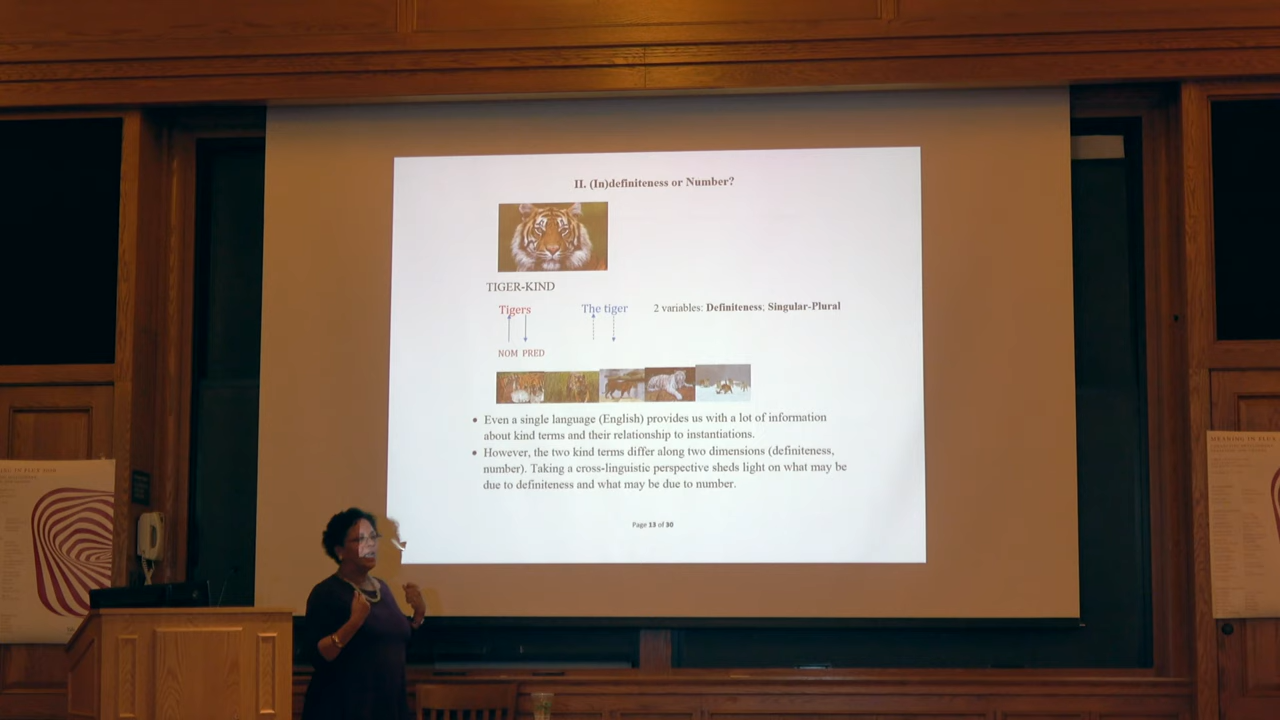 II. (In)definiteness or Number?
TIGER-KIND
Tigers The tiger 2 variables: Definiteness; Singular-Plural
NOM PRED
• Even a single language (English) provides us with a lot of information
about kind terms and their relationship to instantiations.
• However, the two kind terms differ along two dimensions (definiteness,
number). Taking a cross-linguistic perspective sheds light on what may be
due to definiteness and what may be due to number.
Page 13 of 30